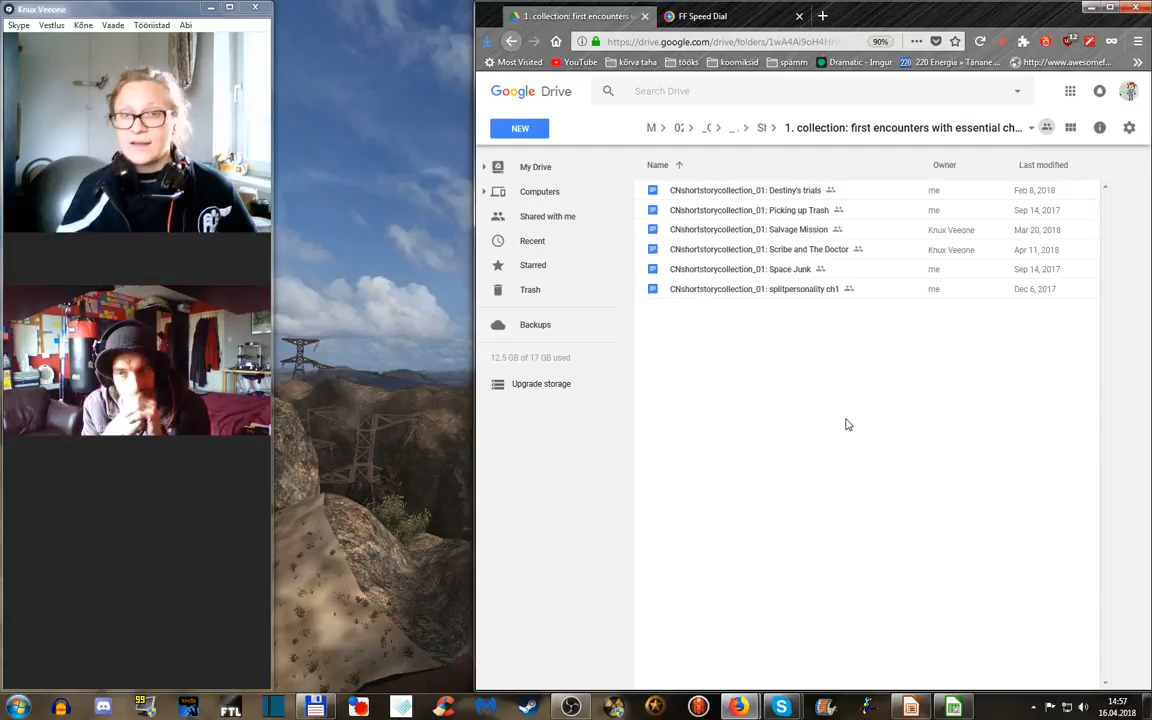 Knux Veeone
Skype Vestlus Kõne Vaade Tööriistad Abi
1. collection: first encounters w
FF Speed Dial
https://drive.google.com/drive/folders/1wA4Ai9oH4Hr
90%
12
Most Visited YouTube kõrva taha tööks koomiksid spämm Dramatic - Imgur 220 Energia » Tänane ... http://www.awesomef...
Google Drive
Search Drive
NEW
1. collection: first encounters with essential ch...
Name
Owner
Last modified
My Drive
Computers
Shared with me
Recent
Starred
Trash
Backups
12.5 GB of 17 GB used
Upgrade storage
CNshortstorycollection_01: Destiny's trials me Feb 8, 2018
CNshortstorycollection_01: Picking up Trash me Sep 14, 2017
CNshortstorycollection_01: Salvage Mission Knux Veeone Mar 20, 2018
CNshortstorycollection_01: Scribe and The Doctor Knux Veeone Apr 11, 2018
CNshortstorycollection_01: Space Junk me Sep 14, 2017
CNshortstorycollection_01: splitpersonality ch1 me Dec 6, 2017
99
FTL
14:57
16.04.2018